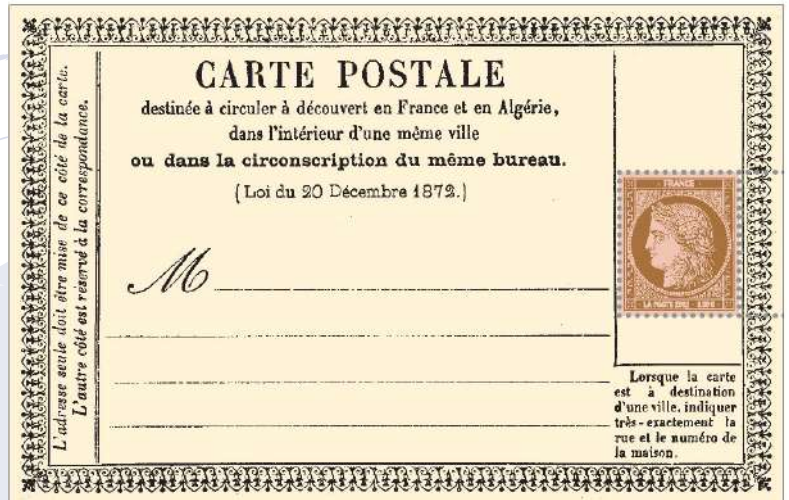 CARTE POSTALE
destinée à circuler à découvert en France et en Algérie,
dans l'intérieur d'une même ville
ou dans la circonscription du même bureau.
(Loi du 20 Décembre 1872.)
L'adresse seule doit être mise de ce côté de la carte.
L'autre côté est réservé à la correspondance.
M
FRANCE
Lorsque la carte
est à destination
d'une ville, indiquer
très-exactement la
rue et le numéro de
la maison.